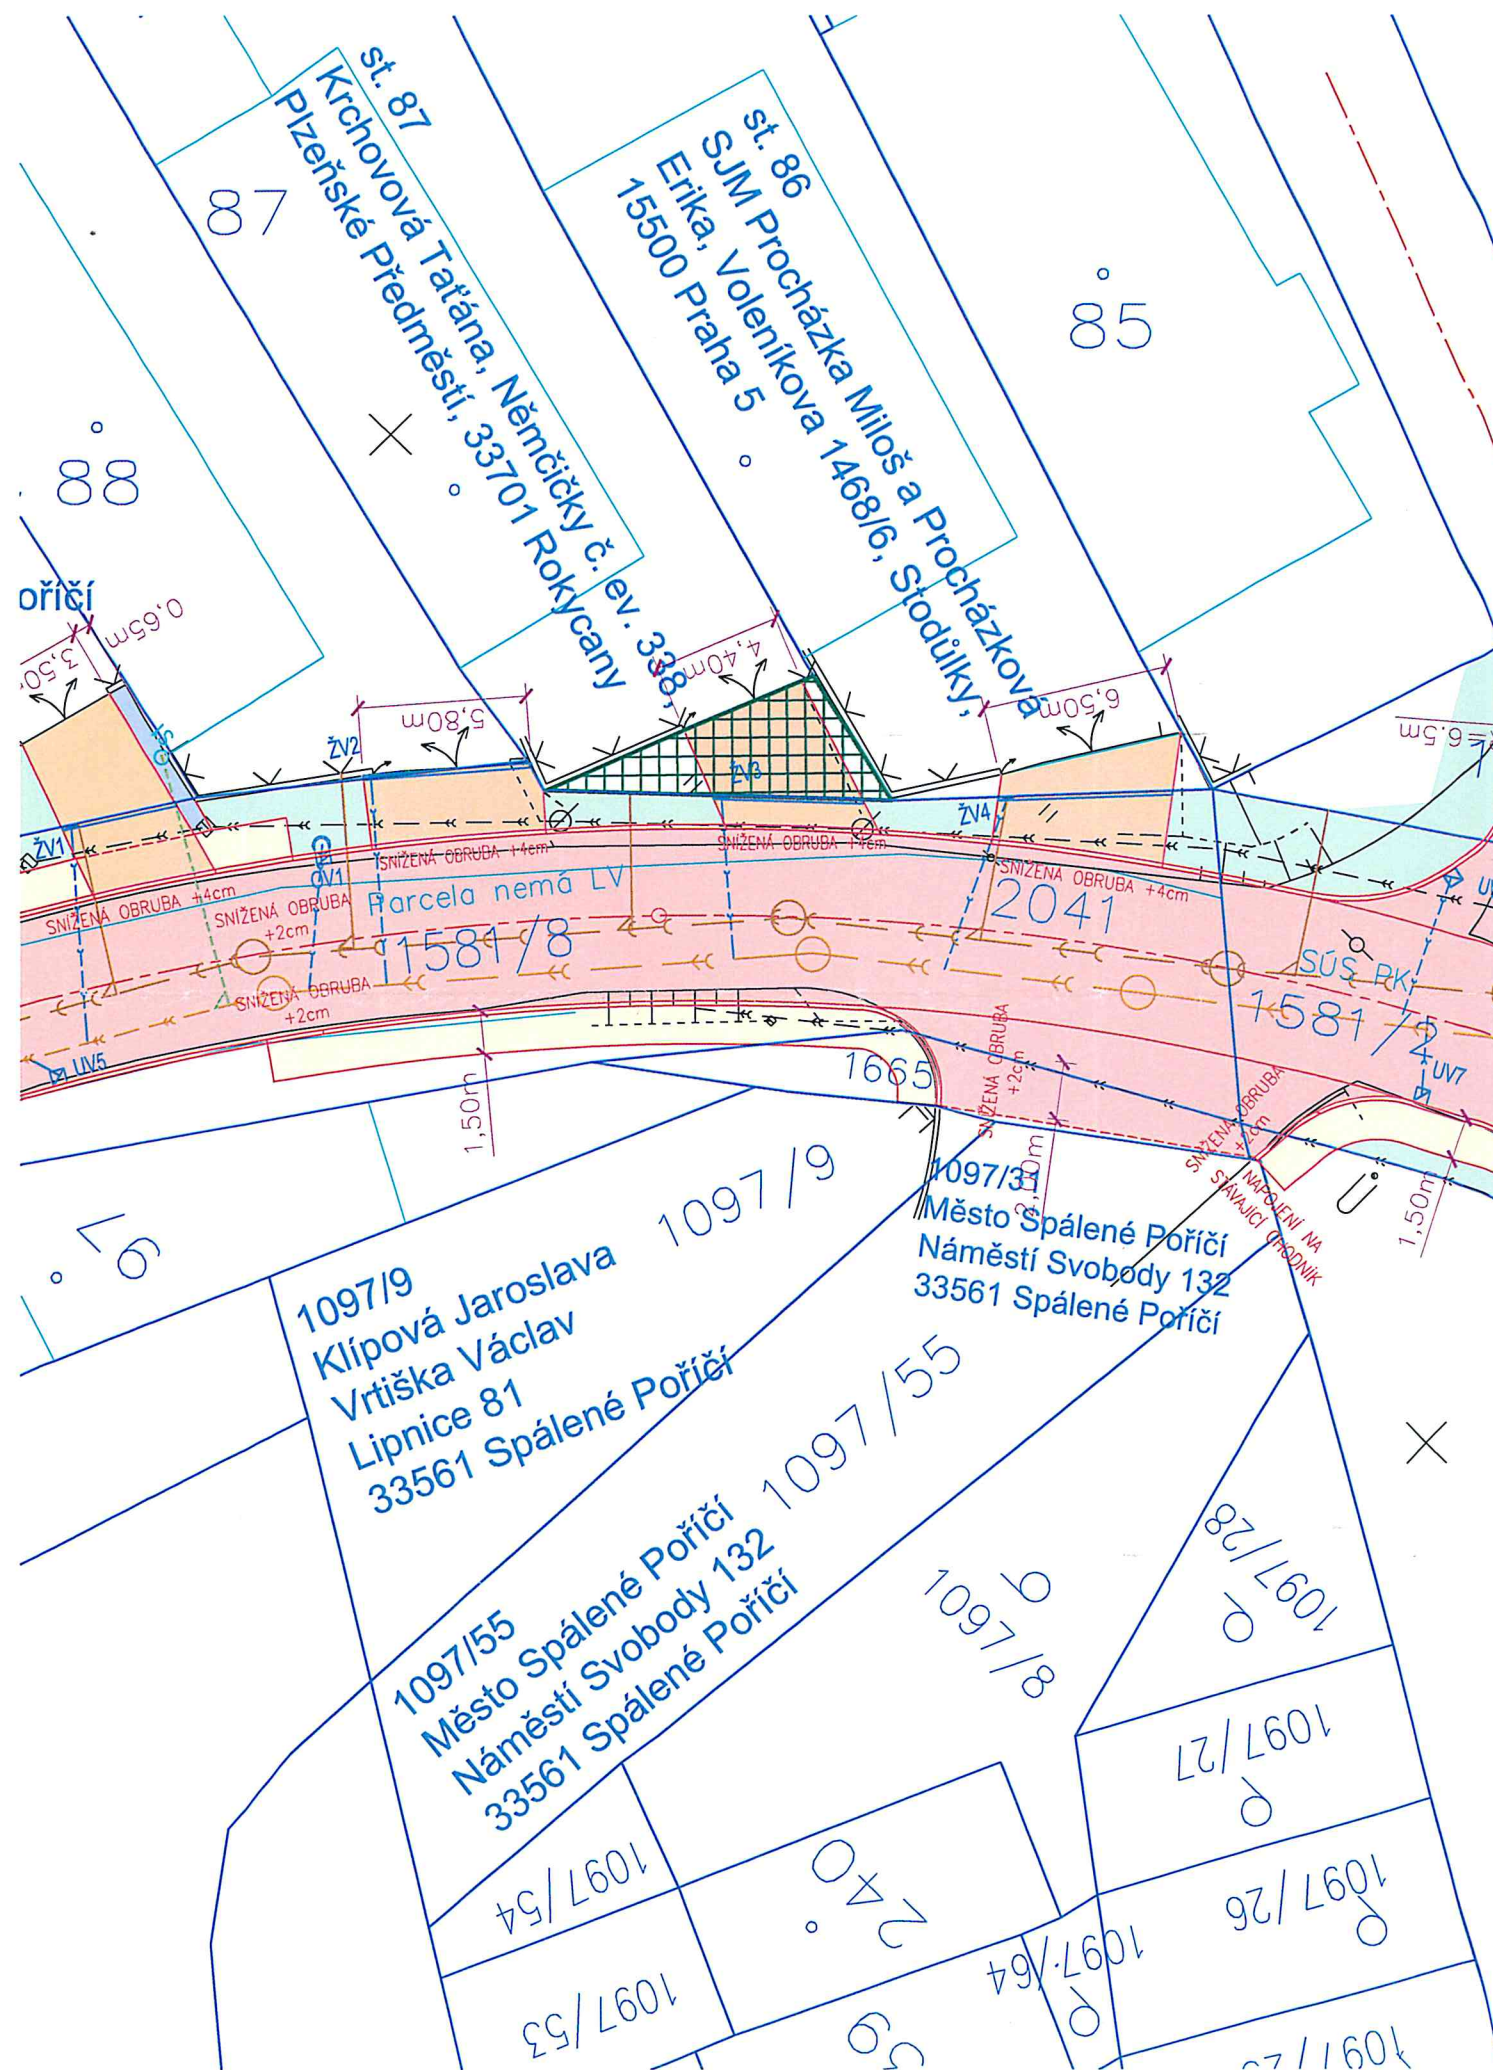 st. 87
Krchovová Taťána, Němčičky č. ev. 338,
Plzeňské Předměstí, 33701 Rokycany
87
st. 86
SJM Procházka Miloš a Procházková
Erika, Voleníkova 1468/6, Stodůlky,
15500 Praha 5
85
88
oříčí
0,65m
3,50
5,80m
4,40m
6,50m
R=6.5m
ŽV1
ŽV2
ŽV3
ŽV4
SNÍŽENÁ OBRUBA +4cm
SNÍŽENÁ OBRUBA
+2cm
SNÍŽENÁ OBRUBA +4cm
SNÍŽENÁ OBRUBA +4cm
SNÍŽENÁ OBRUBA +4cm
SNÍŽENÁ OBRUBA
+2cm
Parcela nemá LV
1581/8
2041
SÚS PK
1581/2
UV5
UV7
1665
SNÍŽENÁ OBRUBA
+2cm
SNÍŽENÁ OBRUBA
+2cm
NAPOJENÍ NA
STÁVAJÍCÍ CHODNÍK
1,50m
1,50m
97
1097/9
1097/9
Klípová Jaroslava
Vrtiška Václav
Lipnice 81
33561 Spálené Poříčí
1097/31
Město Spálené Poříčí
Náměstí Svobody 132
33561 Spálené Poříčí
1097/55
1097/55
Město Spálené Poříčí
Náměstí Svobody 132
33561 Spálené Poříčí
1097/8
1097/28
1097/27
1097/26
1097/54
1097/53
240
1097/64